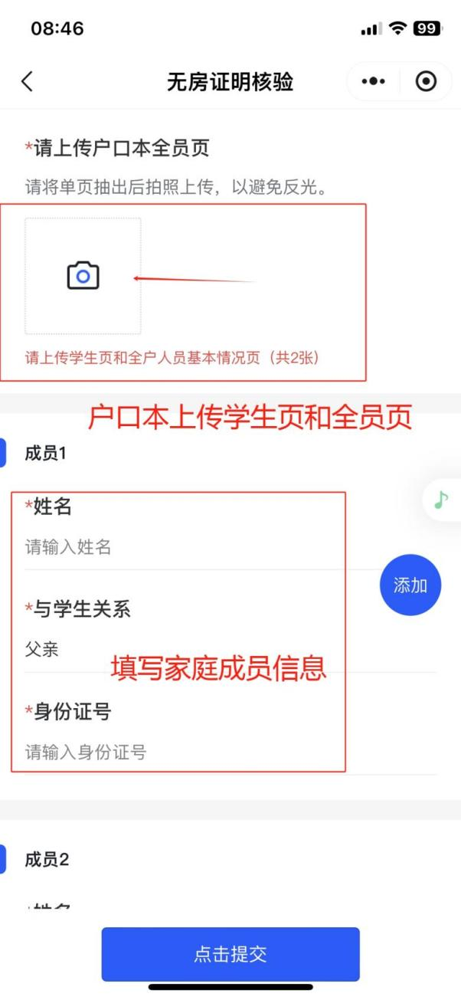 08:46
99
无房证明核验
*请上传户口本全员页
请将单页抽出后拍照上传，以避免反光。
请上传学生页和全户人员基本情况页（共2张）
户口本上传学生页和全员页
成员1
*姓名
请输入姓名
添加
*与学生关系
父亲
填写家庭成员信息
*身份证号
请输入身份证号
成员2
*姓名
点击提交